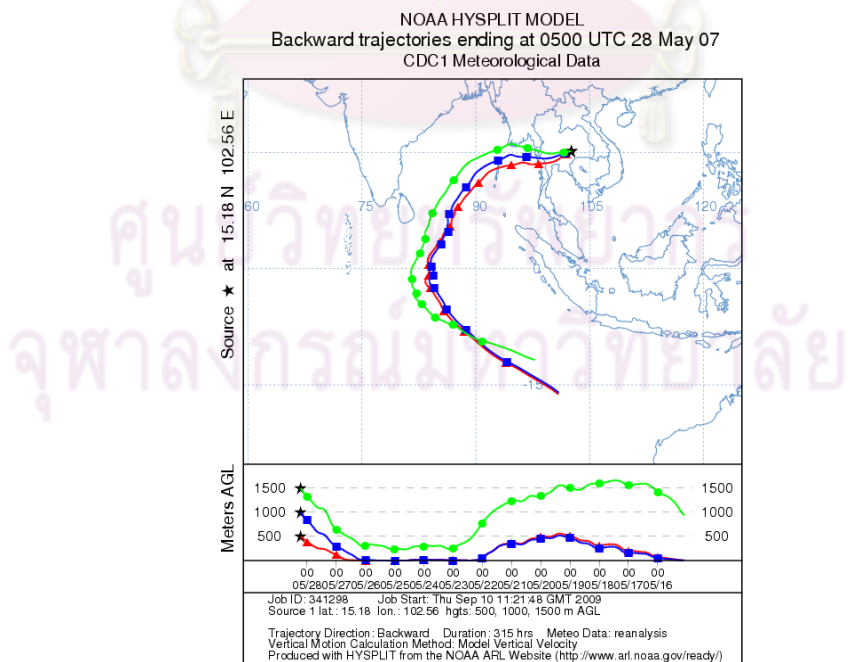 NOAA HYSPLIT MODEL
Backward trajectories ending at 0500 UTC 28 May 07
CDC1 Meteorological Data
Source ★ at 15.18 N 102.56 E
60 75 90 105 120
-15
ศูนย์วิทยทรัพยากร
จุฬาลงกรณ์มหาวิทยาลัย
Meters AGL
1500 1500
1000 1000
500 500
00 00 00 00 00 00 00 00 00 00 00 00 00
05/28 05/27 05/26 05/25 05/24 05/23 05/22 05/21 05/20 05/19 05/18 05/17 05/16
Job ID: 341298 Job Start: Thu Sep 10 11:21:48 GMT 2009
Source 1 lat.: 15.18 lon.: 102.56 hgts: 500, 1000, 1500 m AGL
Trajectory Direction: Backward Duration: 315 hrs Meteo Data: reanalysis
Vertical Motion Calculation Method: Model Vertical Velocity
Produced with HYSPLIT from the NOAA ARL Website (http://www.arl.noaa.gov/ready/)